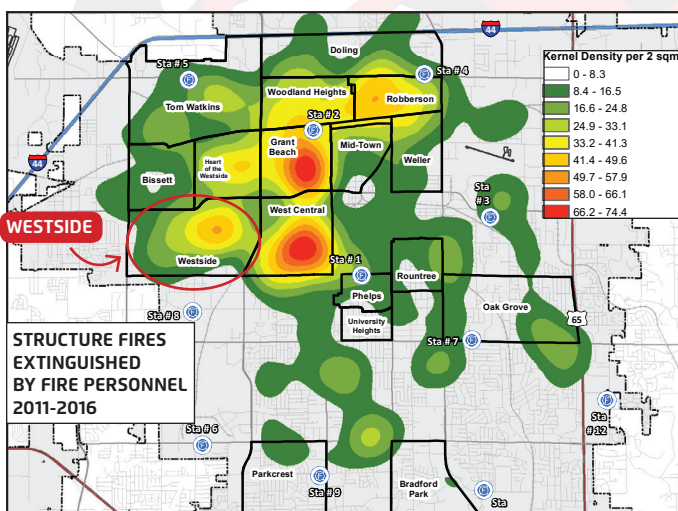 44
Doling
Kernel Density per 2 sqm
0 - 8.3
8.4 - 16.5
16.6 - 24.8
24.9 - 33.1
33.2 - 41.3
41.4 - 49.6
49.7 - 57.9
58.0 - 66.1
66.2 - 74.4
Sta # 5
F
Sta # 4
F
Woodland Heights
Robberson
Tom Watkins
Sta # 2
F
Grant
Beach
Mid-Town
Weller
44
Bissett
Heart
of the
Westside
WESTSIDE
West Central
Sta
# 3
F
Westside
Sta # 1
F
Rountree
Phelps
Oak Grove
65
Sta # 8
F
University
Heights
Sta # 7
F
STRUCTURE FIRES
EXTINGUISHED
BY FIRE PERSONNEL
2011-2016
Sta
# 12
F
Sta # 6
F
Parkcrest
Sta # 9
F
Bradford
Park
Sta
F